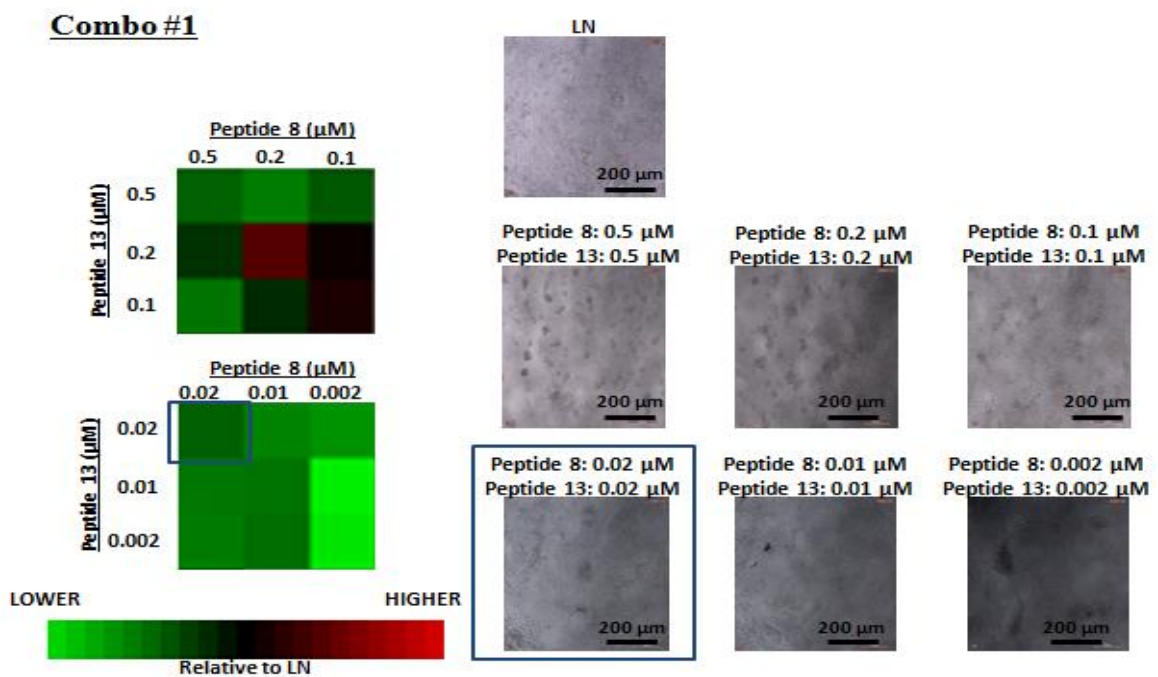 Combo #1
LN
200 µm
Peptide 8 (µM)
0.5 0.2 0.1
Peptide 13 (µM)
0.5
0.2
0.1
Peptide 8: 0.5 µM
Peptide 13: 0.5 µM
200 µm
Peptide 8: 0.2 µM
Peptide 13: 0.2 µM
200 µm
Peptide 8: 0.1 µM
Peptide 13: 0.1 µM
200 µm
Peptide 8 (µM)
0.02 0.01 0.002
Peptide 13 (µM)
0.02
0.01
0.002
Peptide 8: 0.02 µM
Peptide 13: 0.02 µM
200 µm
Peptide 8: 0.01 µM
Peptide 13: 0.01 µM
200 µm
Peptide 8: 0.002 µM
Peptide 13: 0.002 µM
200 µm
LOWER HIGHER
Relative to LN